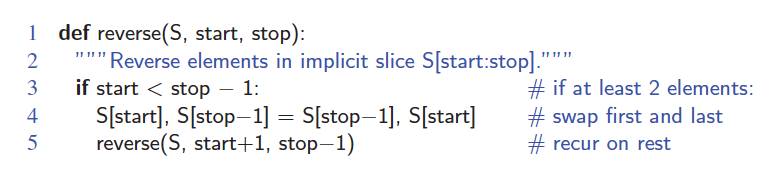 1 def reverse(S, start, stop):
2 """Reverse elements in implicit slice S[start:stop]."""
3 if start < stop − 1: # if at least 2 elements:
4 S[start], S[stop−1] = S[stop−1], S[start] # swap first and last
5 reverse(S, start+1, stop−1) # recur on rest